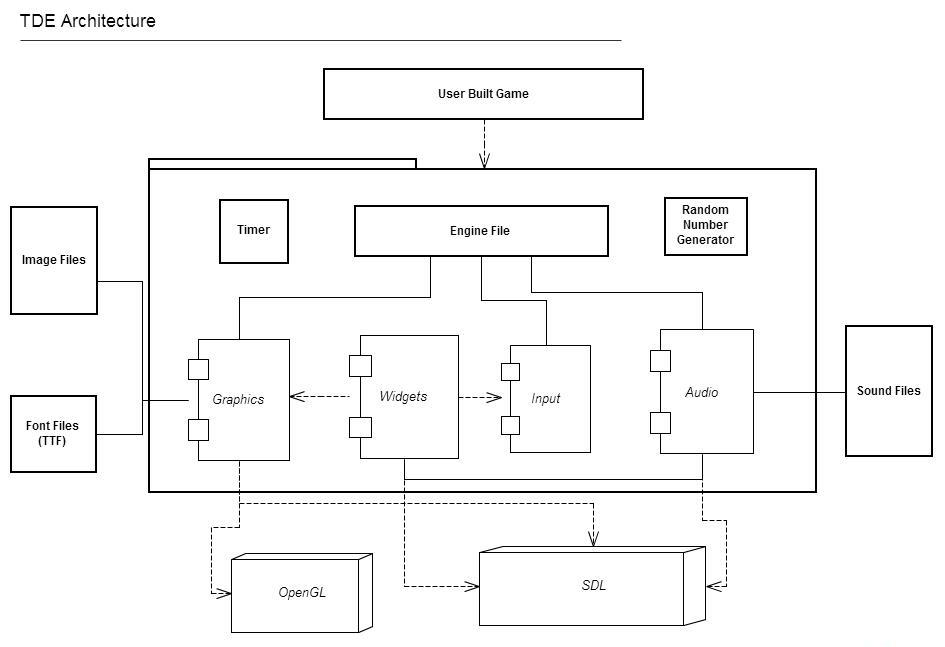 TDE Architecture
User Built Game
Timer
Engine File
Random
Number
Generator
Image Files
Graphics
Widgets
Input
Audio
Sound Files
Font Files
(TTF)
OpenGL
SDL